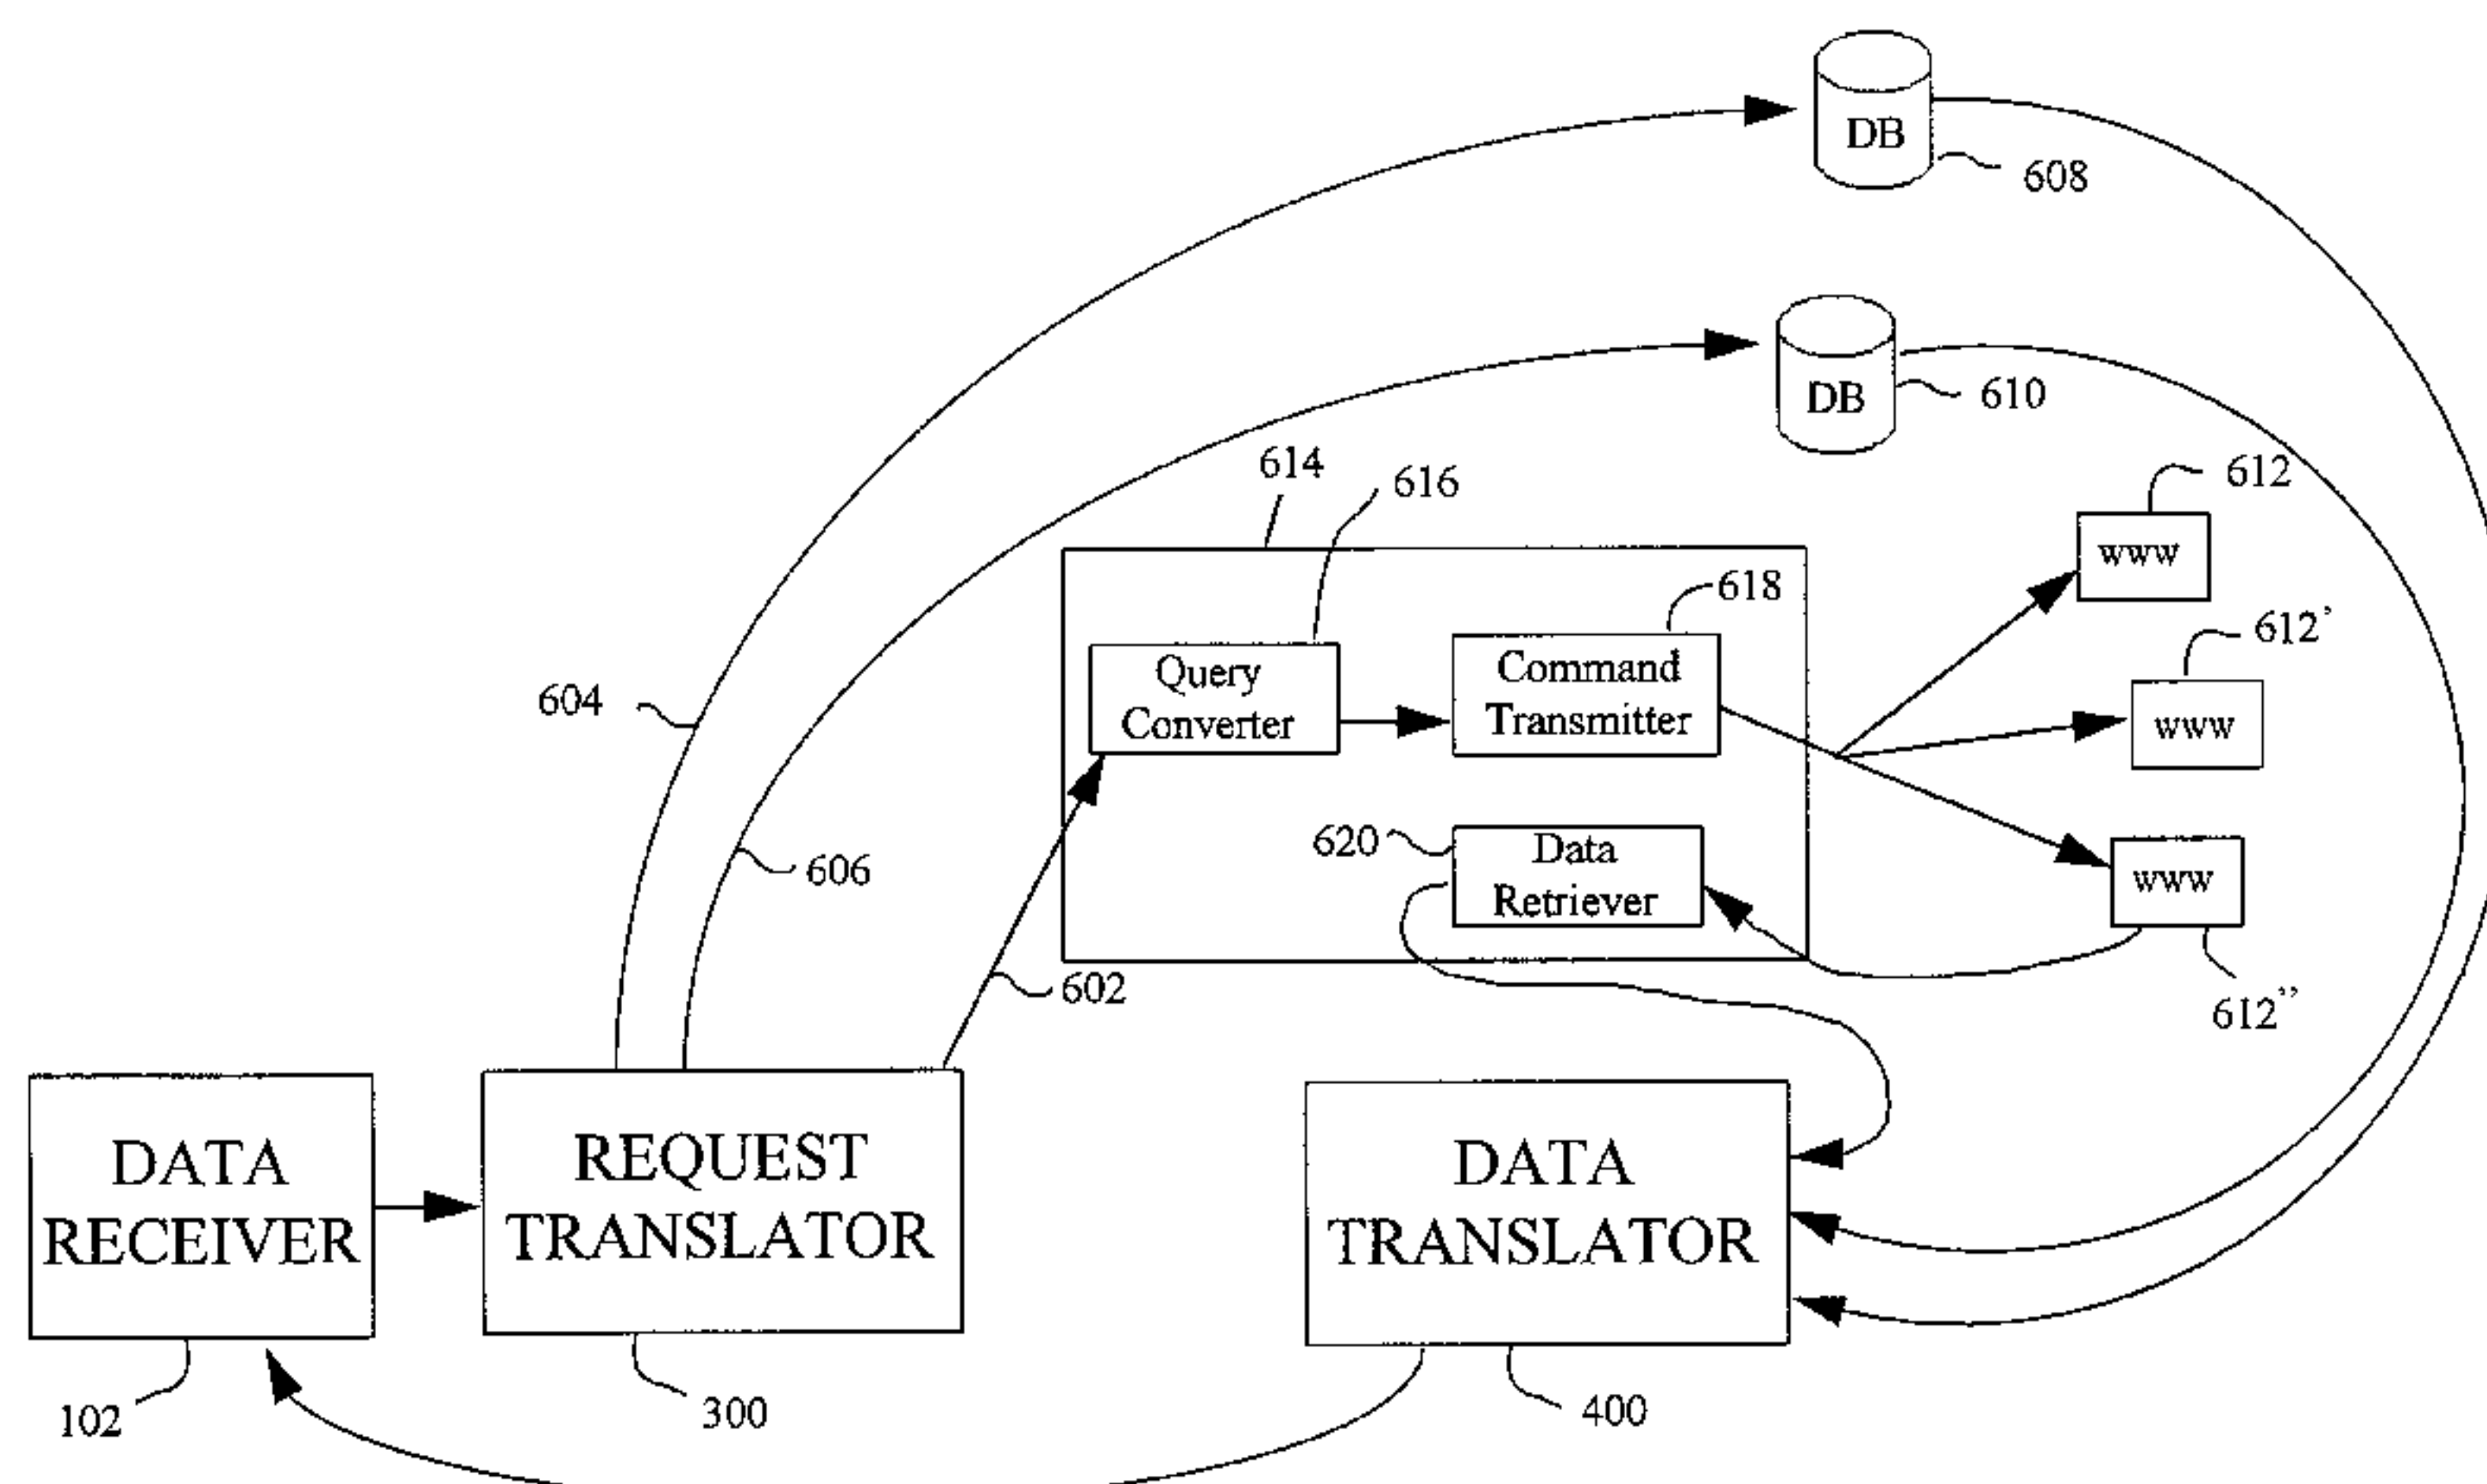 DB
608
DB
610
614
616
612
www
618
612’
Query
Converter
Command
Transmitter
www
604
606
620
Data
Retriever
www
602
612”
DATA
RECEIVER
REQUEST
TRANSLATOR
DATA
TRANSLATOR
102
300
400